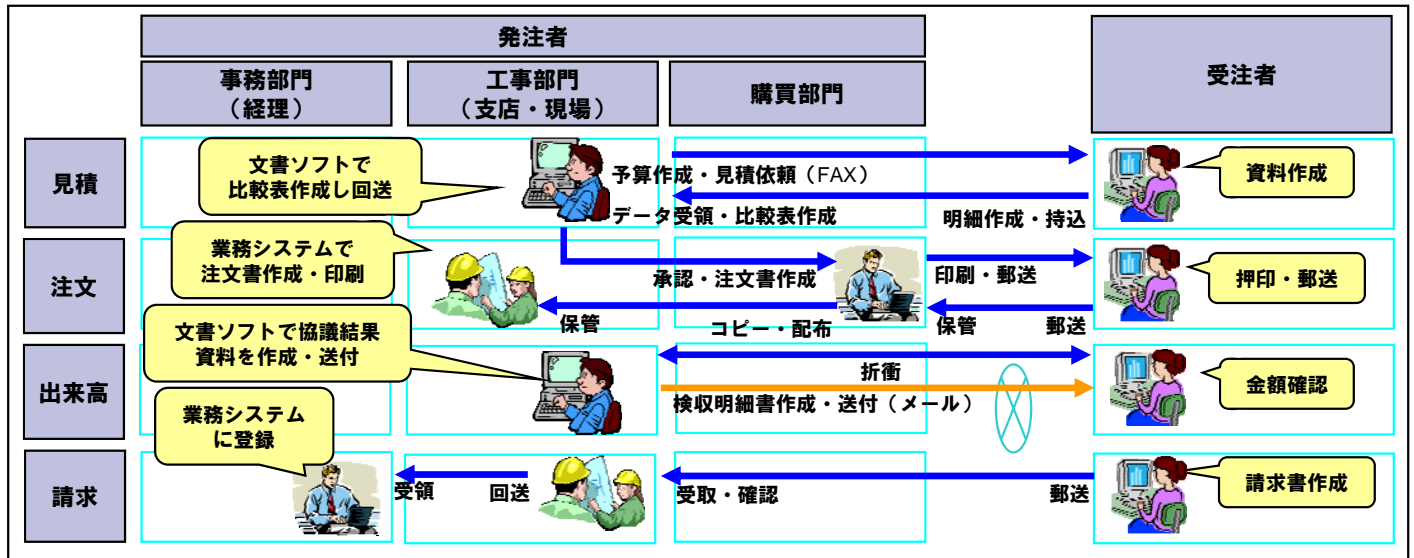 発注者
事務部門
（経理）
工事部門
（支店・現場）
購買部門
受注者
見積
文書ソフトで
比較表作成し回送
予算作成・見積依頼（FAX）
データ受領・比較表作成
明細作成・持込
資料作成
注文
業務システムで
注文書作成・印刷
承認・注文書作成
印刷・郵送
押印・郵送
保管
コピー・配布
保管
郵送
出来高
文書ソフトで協議結果
資料を作成・送付
折衝
検収明細書作成・送付（メール）
金額確認
請求
業務システム
に登録
受領
回送
受取・確認
郵送
請求書作成